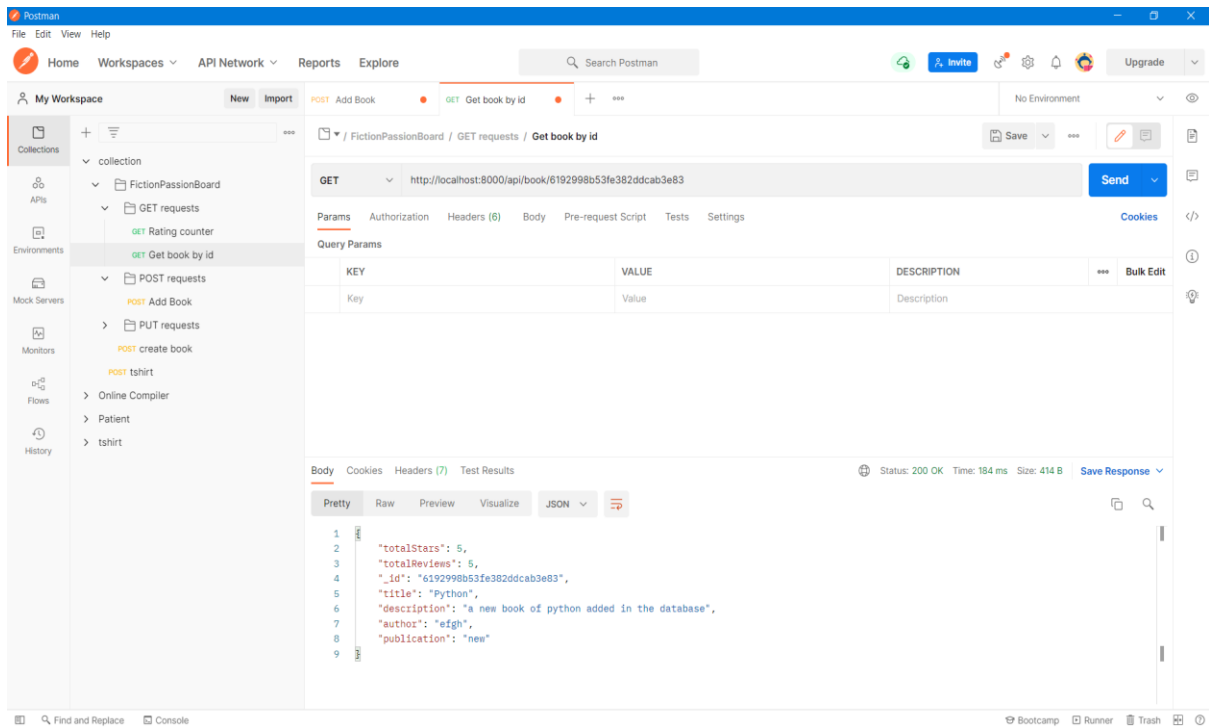 Postman
File Edit View Help
Home Workspaces API Network Reports Explore Search Postman Invite Upgrade
My Workspace New Import POST Add Book GET Get book by id No Environment
Collections
APIs
Environments
Mock Servers
Monitors
Flows
History
collection
FictionPassionBoard
GET requests
GET Rating counter
GET Get book by id
POST requests
POST Add Book
PUT requests
POST create book
POST tshirt
Online Compiler
Patient
tshirt
/ FictionPassionBoard / GET requests / Get book by id Save
GET http://localhost:8000/api/book/6192998b53fe382ddcab3e83 Send
Params Authorization Headers (6) Body Pre-request Script Tests Settings Cookies
Query Params
KEY VALUE DESCRIPTION Bulk Edit
Key Value Description
Body Cookies Headers (7) Test Results Status: 200 OK Time: 184 ms Size: 414 B Save Response
Pretty Raw Preview Visualize JSON
1 {
2 "totalStars": 5,
3 "totalReviews": 5,
4 "_id": "6192998b53fe382ddcab3e83",
5 "title": "Python",
6 "description": "a new book of python added in the database",
7 "author": "efgh",
8 "publication": "new"
9 }
Find and Replace Console Bootcamp Runner Trash